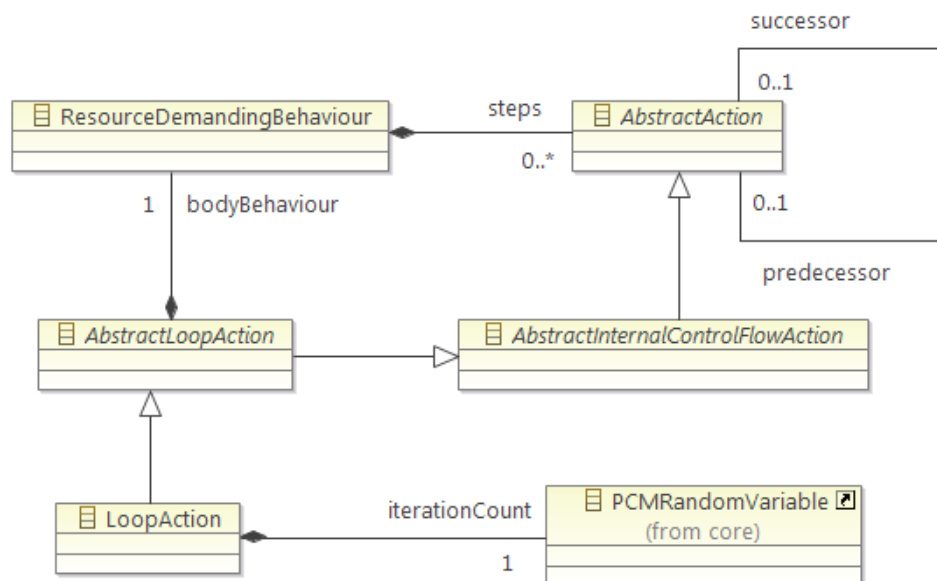 successor
0..1
ResourceDemandingBehaviour
steps
AbstractAction
0..*
1
bodyBehaviour
0..1
predecessor
AbstractLoopAction
AbstractInternalControlFlowAction
LoopAction
iterationCount
1
PCMRandomVariable
(from core)